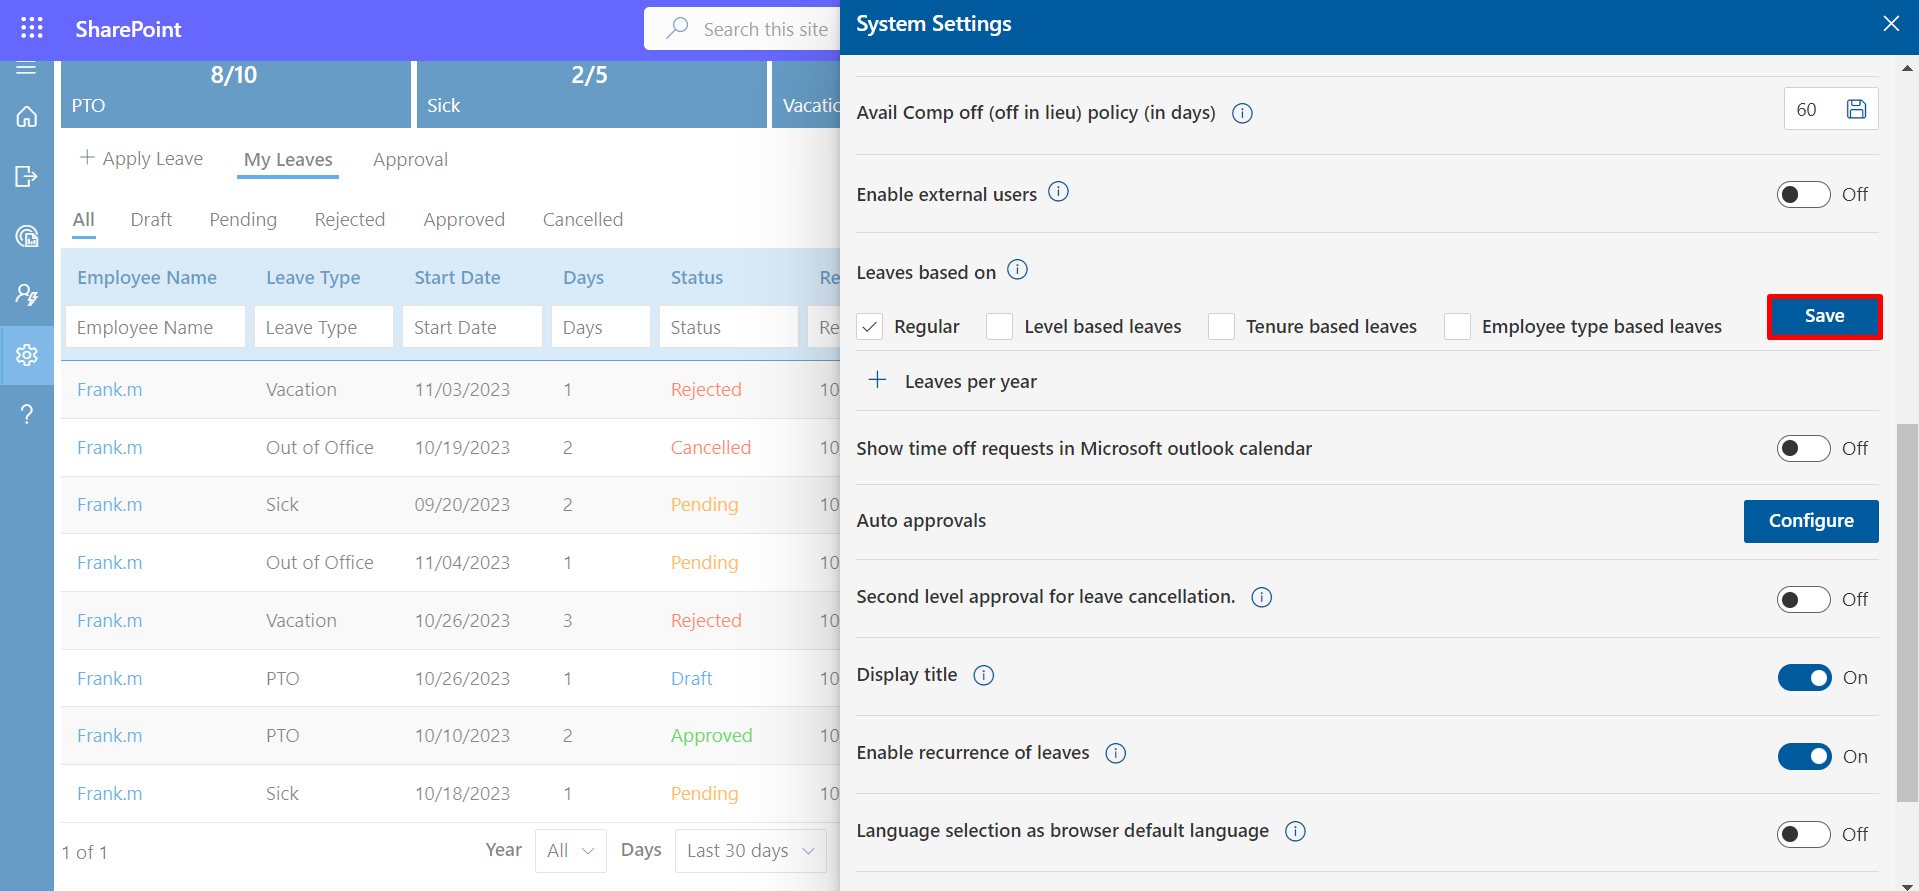 SharePoint
Search this site
8/10
PTO
2/5
Sick
Vacatio
+ Apply Leave
My Leaves
Approval
All
Draft
Pending
Rejected
Approved
Cancelled
Employee Name Leave Type Start Date Days Status Re
Employee Name Leave Type Start Date Days Status Re
Frank.m Vacation 11/03/2023 1 Rejected 10
Frank.m Out of Office 10/19/2023 2 Cancelled 10
Frank.m Sick 09/20/2023 2 Pending 10
Frank.m Out of Office 11/04/2023 1 Pending 10
Frank.m Vacation 10/26/2023 3 Rejected 10
Frank.m PTO 10/26/2023 1 Draft 10
Frank.m PTO 10/10/2023 2 Approved 10
Frank.m Sick 10/18/2023 1 Pending 10
1 of 1
Year All Days Last 30 days
System Settings
Avail Comp off (off in lieu) policy (in days) 60
Enable external users Off
Leaves based on
Regular Level based leaves Tenure based leaves Employee type based leaves Save
+ Leaves per year
Show time off requests in Microsoft outlook calendar Off
Auto approvals Configure
Second level approval for leave cancellation. Off
Display title On
Enable recurrence of leaves On
Language selection as browser default language Off